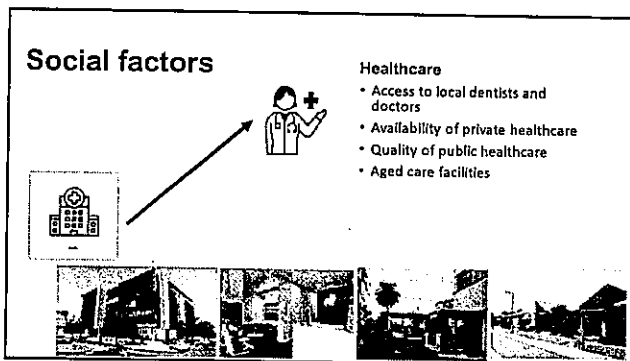 Social factors
Healthcare
• Access to local dentists and
doctors
• Availability of private healthcare
• Quality of public healthcare
• Aged care facilities